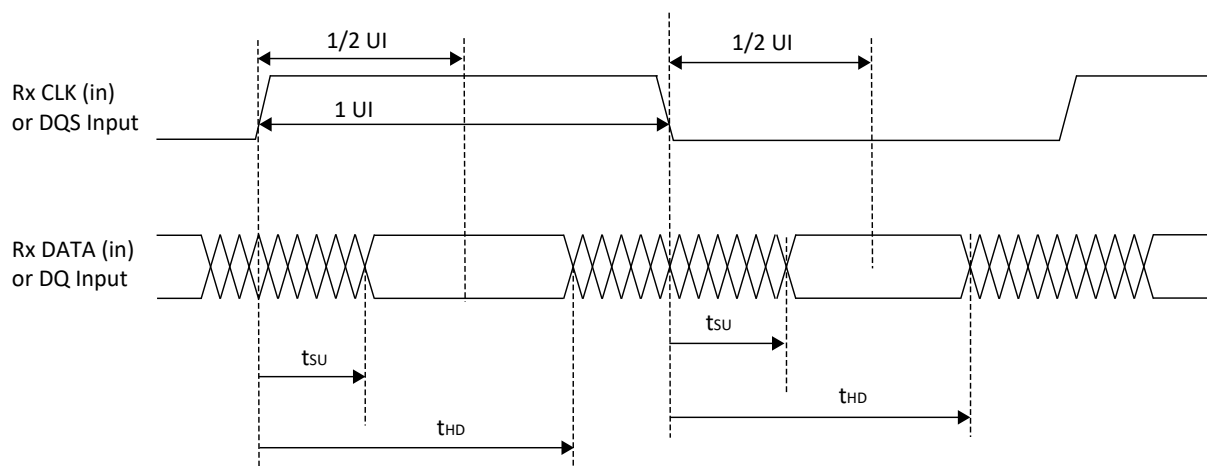 1/2 UI
1/2 UI
Rx CLK (in)
or DQS Input
1 UI
Rx DATA (in)
or DQ Input
tSU
tSU
tHD
tHD